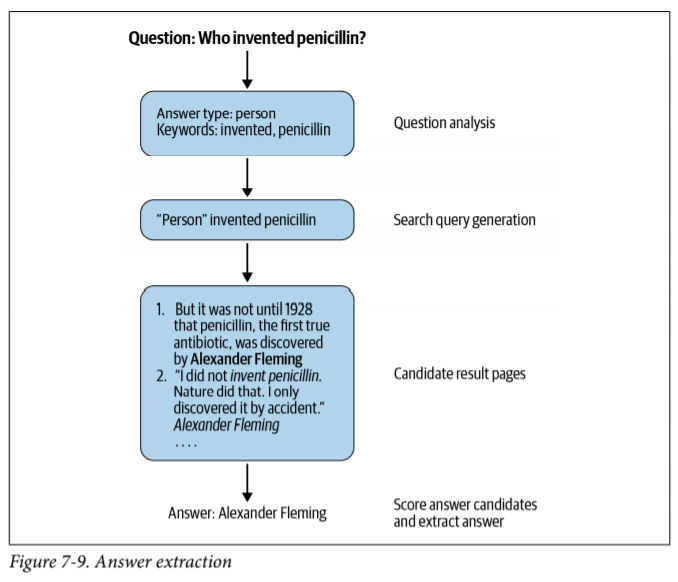 Question: Who invented penicillin?
Answer type: person
Keywords: invented, penicillin
Question analysis
"Person" invented penicillin
Search query generation
1. But it was not until 1928
that penicillin, the first true
antibiotic, was discovered
by Alexander Fleming
2. "I did not invent penicillin.
Nature did that. I only
discovered it by accident."
Alexander Fleming
. . . .
Candidate result pages
Answer: Alexander Fleming
Score answer candidates
and extract answer
Figure 7-9. Answer extraction